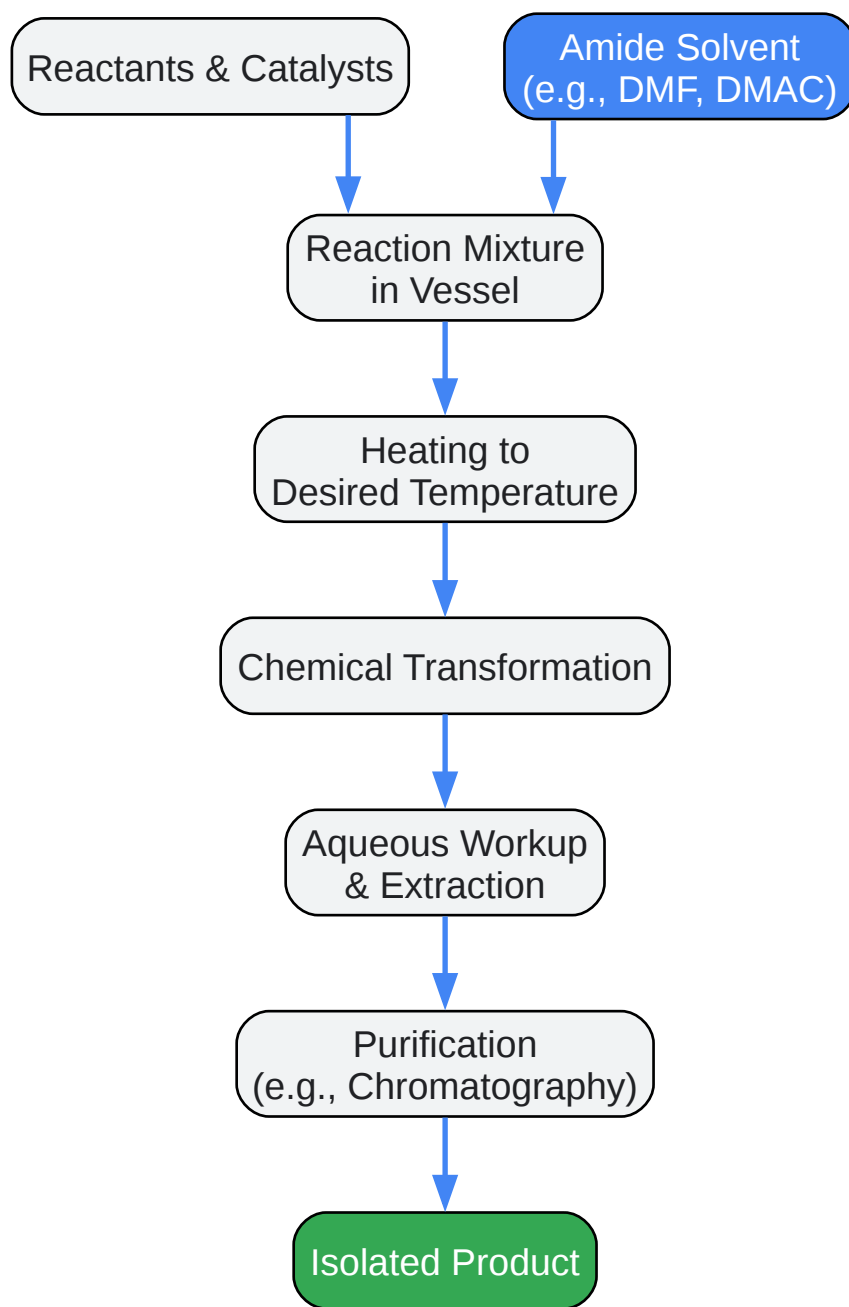 Reactants & Catalysts
Amide Solvent
(e.g., DMF, DMAC)
Reaction Mixture
in Vessel
Heating to
Desired Temperature
Chemical Transformation
Aqueous Workup
& Extraction
Purification
(e.g., Chromatography)
Isolated Product